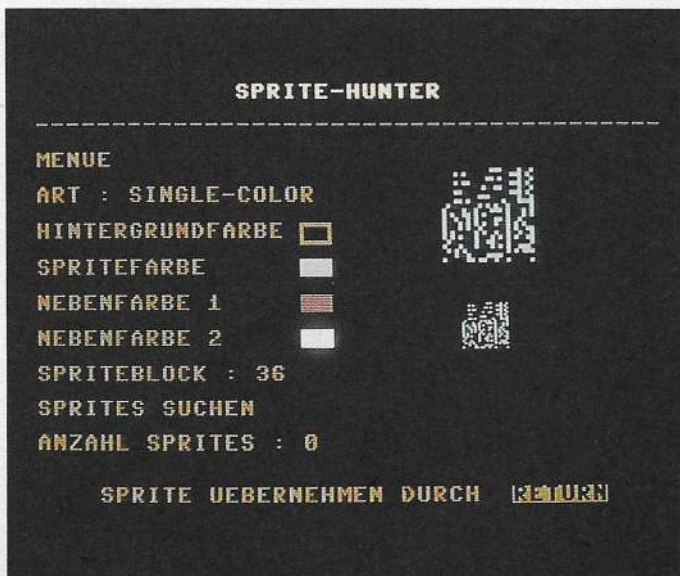 SPRITE-HUNTER
MENUE
ART : SINGLE-COLOR
HINTERGRUNDFARBE
SPRITEFARBE
NEBENFARBE 1
NEBENFARBE 2
SPRITEBLOCK : 36
SPRITES SUCHEN
ANZAHL SPRITES : 0
SPRITE UEBERNEHMEN DURCH RETURN